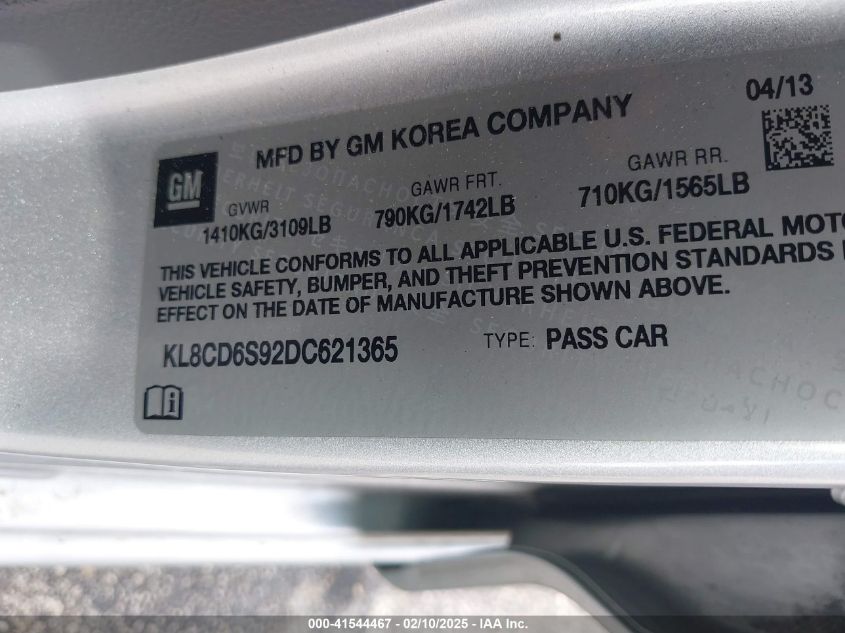 04/13
MFD BY GM KOREA COMPANY
GM
GVWR GAWR FRT. GAWR RR.
1410KG/3109LB 790KG/1742LB 710KG/1565LB
THIS VEHICLE CONFORMS TO ALL APPLICABLE U.S. FEDERAL MOTO
VEHICLE SAFETY, BUMPER, AND THEFT PREVENTION STANDARDS
EFFECT ON THE DATE OF MANUFACTURE SHOWN ABOVE.
KL8CD6S92DC621365 TYPE: PASS CAR
000-41544467 - 02/10/2025 - IAA Inc.